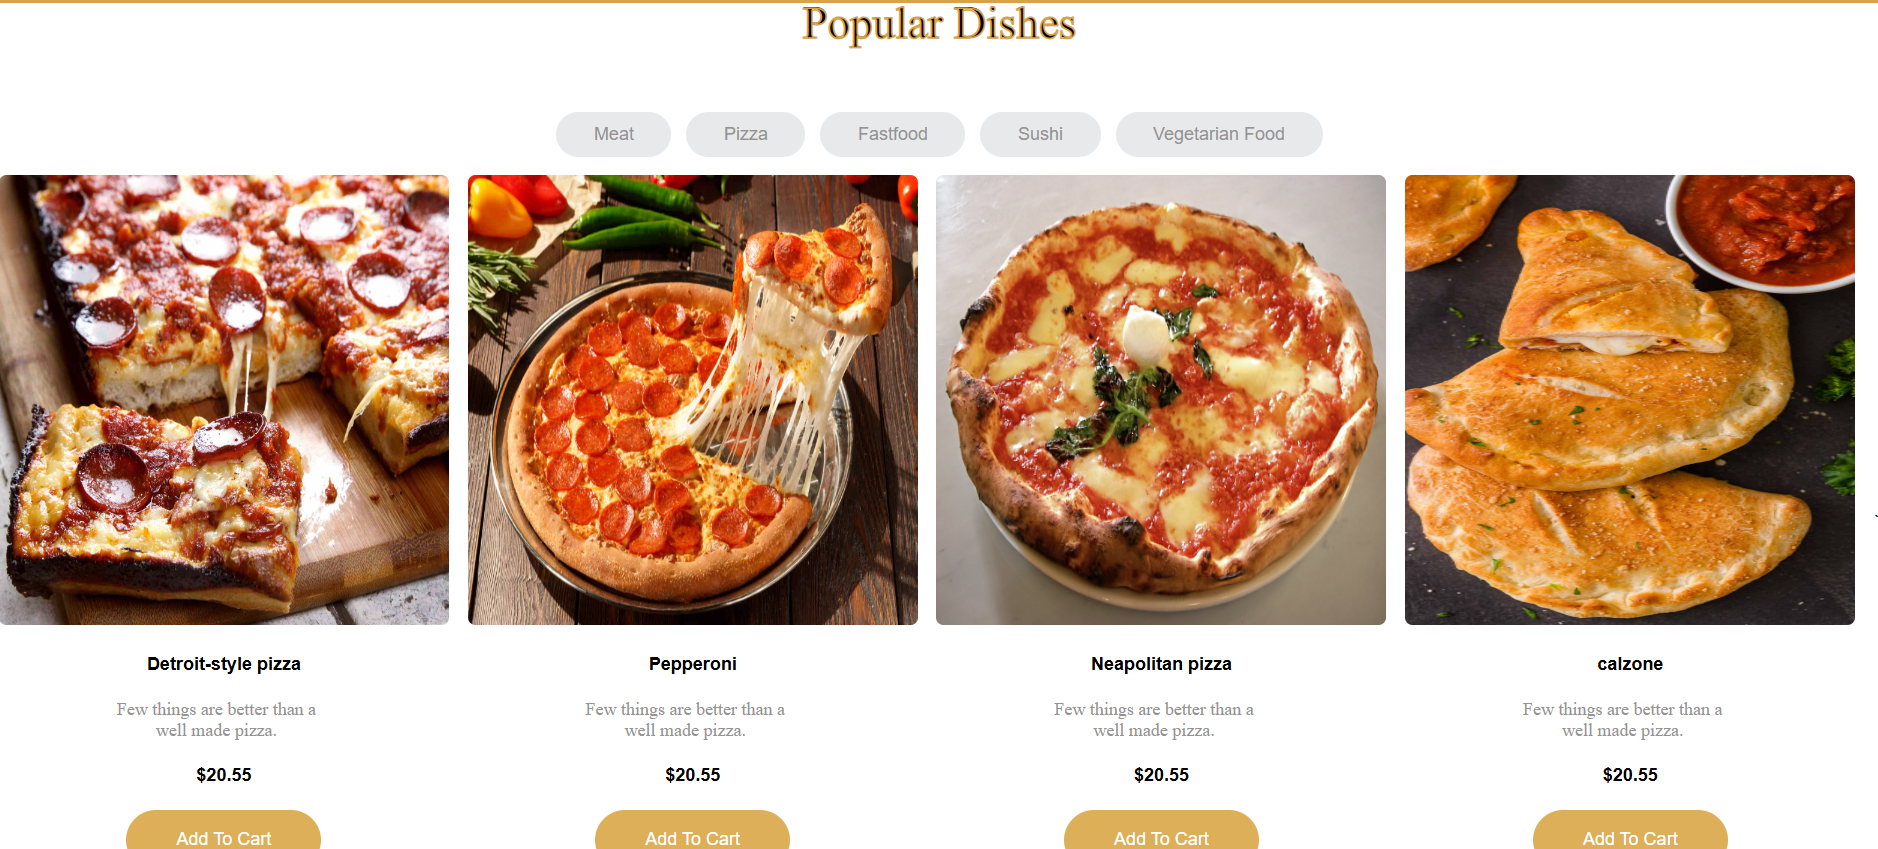 Popular Dishes
Meat
Pizza
Fastfood
Sushi
Vegetarian Food
Detroit-style pizza
Few things are better than a
well made pizza.
$20.55
Add To Cart
Pepperoni
Few things are better than a
well made pizza.
$20.55
Add To Cart
Neapolitan pizza
Few things are better than a
well made pizza.
$20.55
Add To Cart
calzone
Few things are better than a
well made pizza.
$20.55
Add To Cart